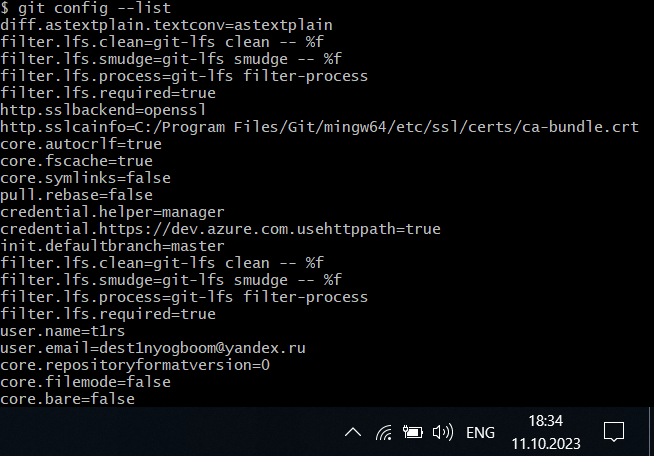 $ git config --list
diff.astextplain.textconv=astextplain
filter.lfs.clean=git-lfs clean -- %f
filter.lfs.smudge=git-lfs smudge -- %f
filter.lfs.process=git-lfs filter-process
filter.lfs.required=true
http.sslbackend=openssl
http.sslcainfo=C:/Program Files/Git/mingw64/etc/ssl/certs/ca-bundle.crt
core.autocrlf=true
core.fscache=true
core.symlinks=false
pull.rebase=false
credential.helper=manager
credential.https://dev.azure.com.usehttppath=true
init.defaultbranch=master
filter.lfs.clean=git-lfs clean -- %f
filter.lfs.smudge=git-lfs smudge -- %f
filter.lfs.process=git-lfs filter-process
filter.lfs.required=true
user.name=t1rs
user.email=dest1nyogboom@yandex.ru
core.repositoryformatversion=0
core.filemode=false
core.bare=false
ENG
18:34
11.10.2023